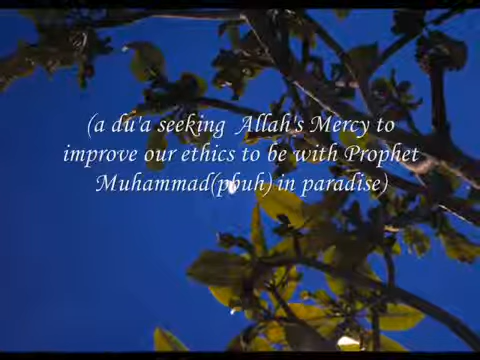 (a du'a seeking Allah's Mercy to
improve our ethics to be with Prophet
Muhammad(pbuh) in paradise)